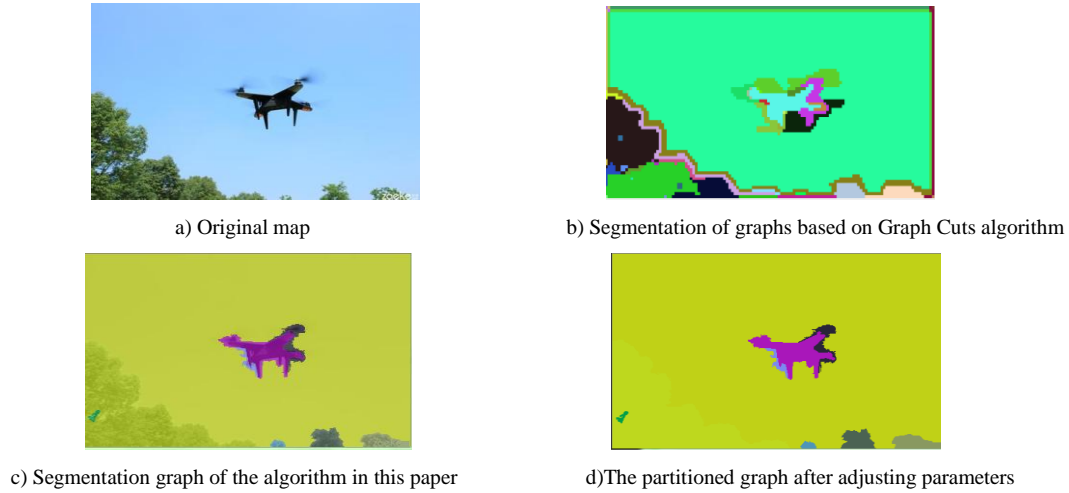 a) Original map
b) Segmentation of graphs based on Graph Cuts algorithm
c) Segmentation graph of the algorithm in this paper
d)The partitioned graph after adjusting parameters